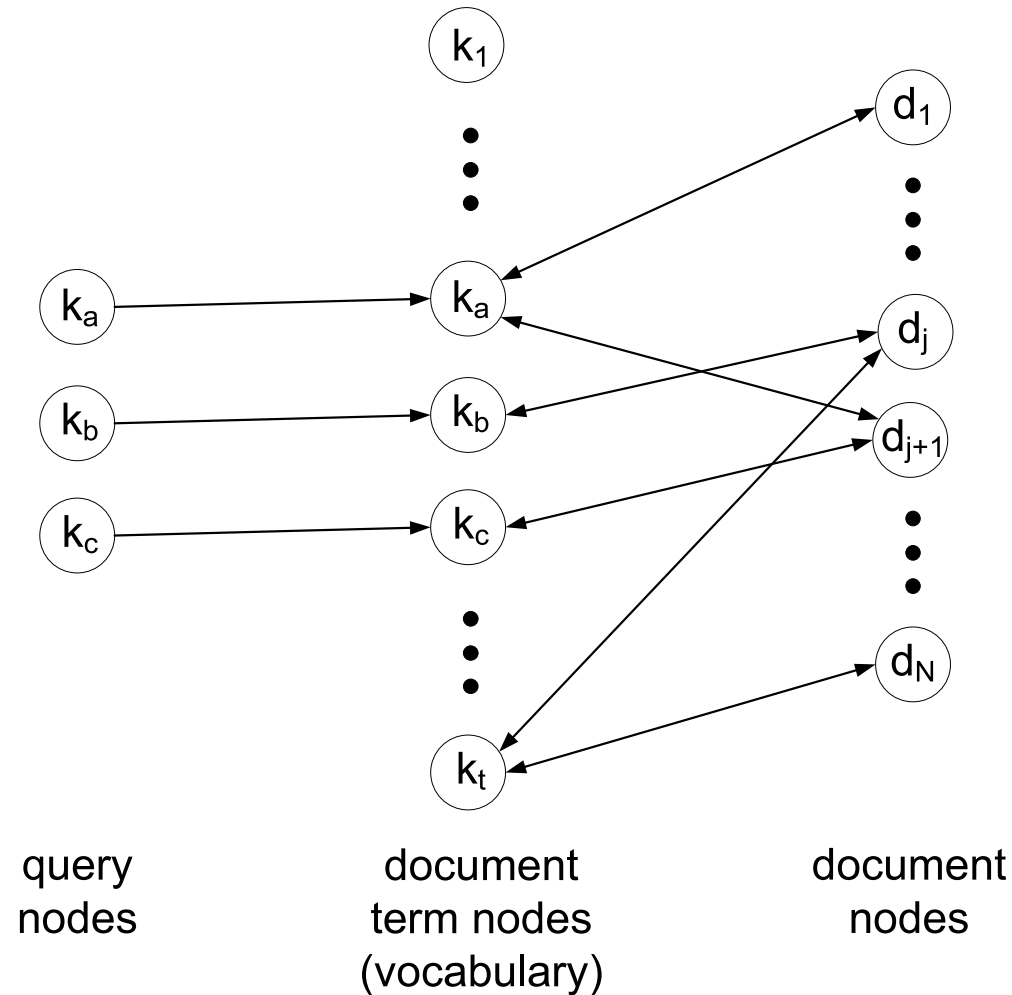 k1
d1
ka
ka
dj
kb
kb
dj+1
kc
kc
dN
kt
query
nodes
document
term nodes
(vocabulary)
document
nodes